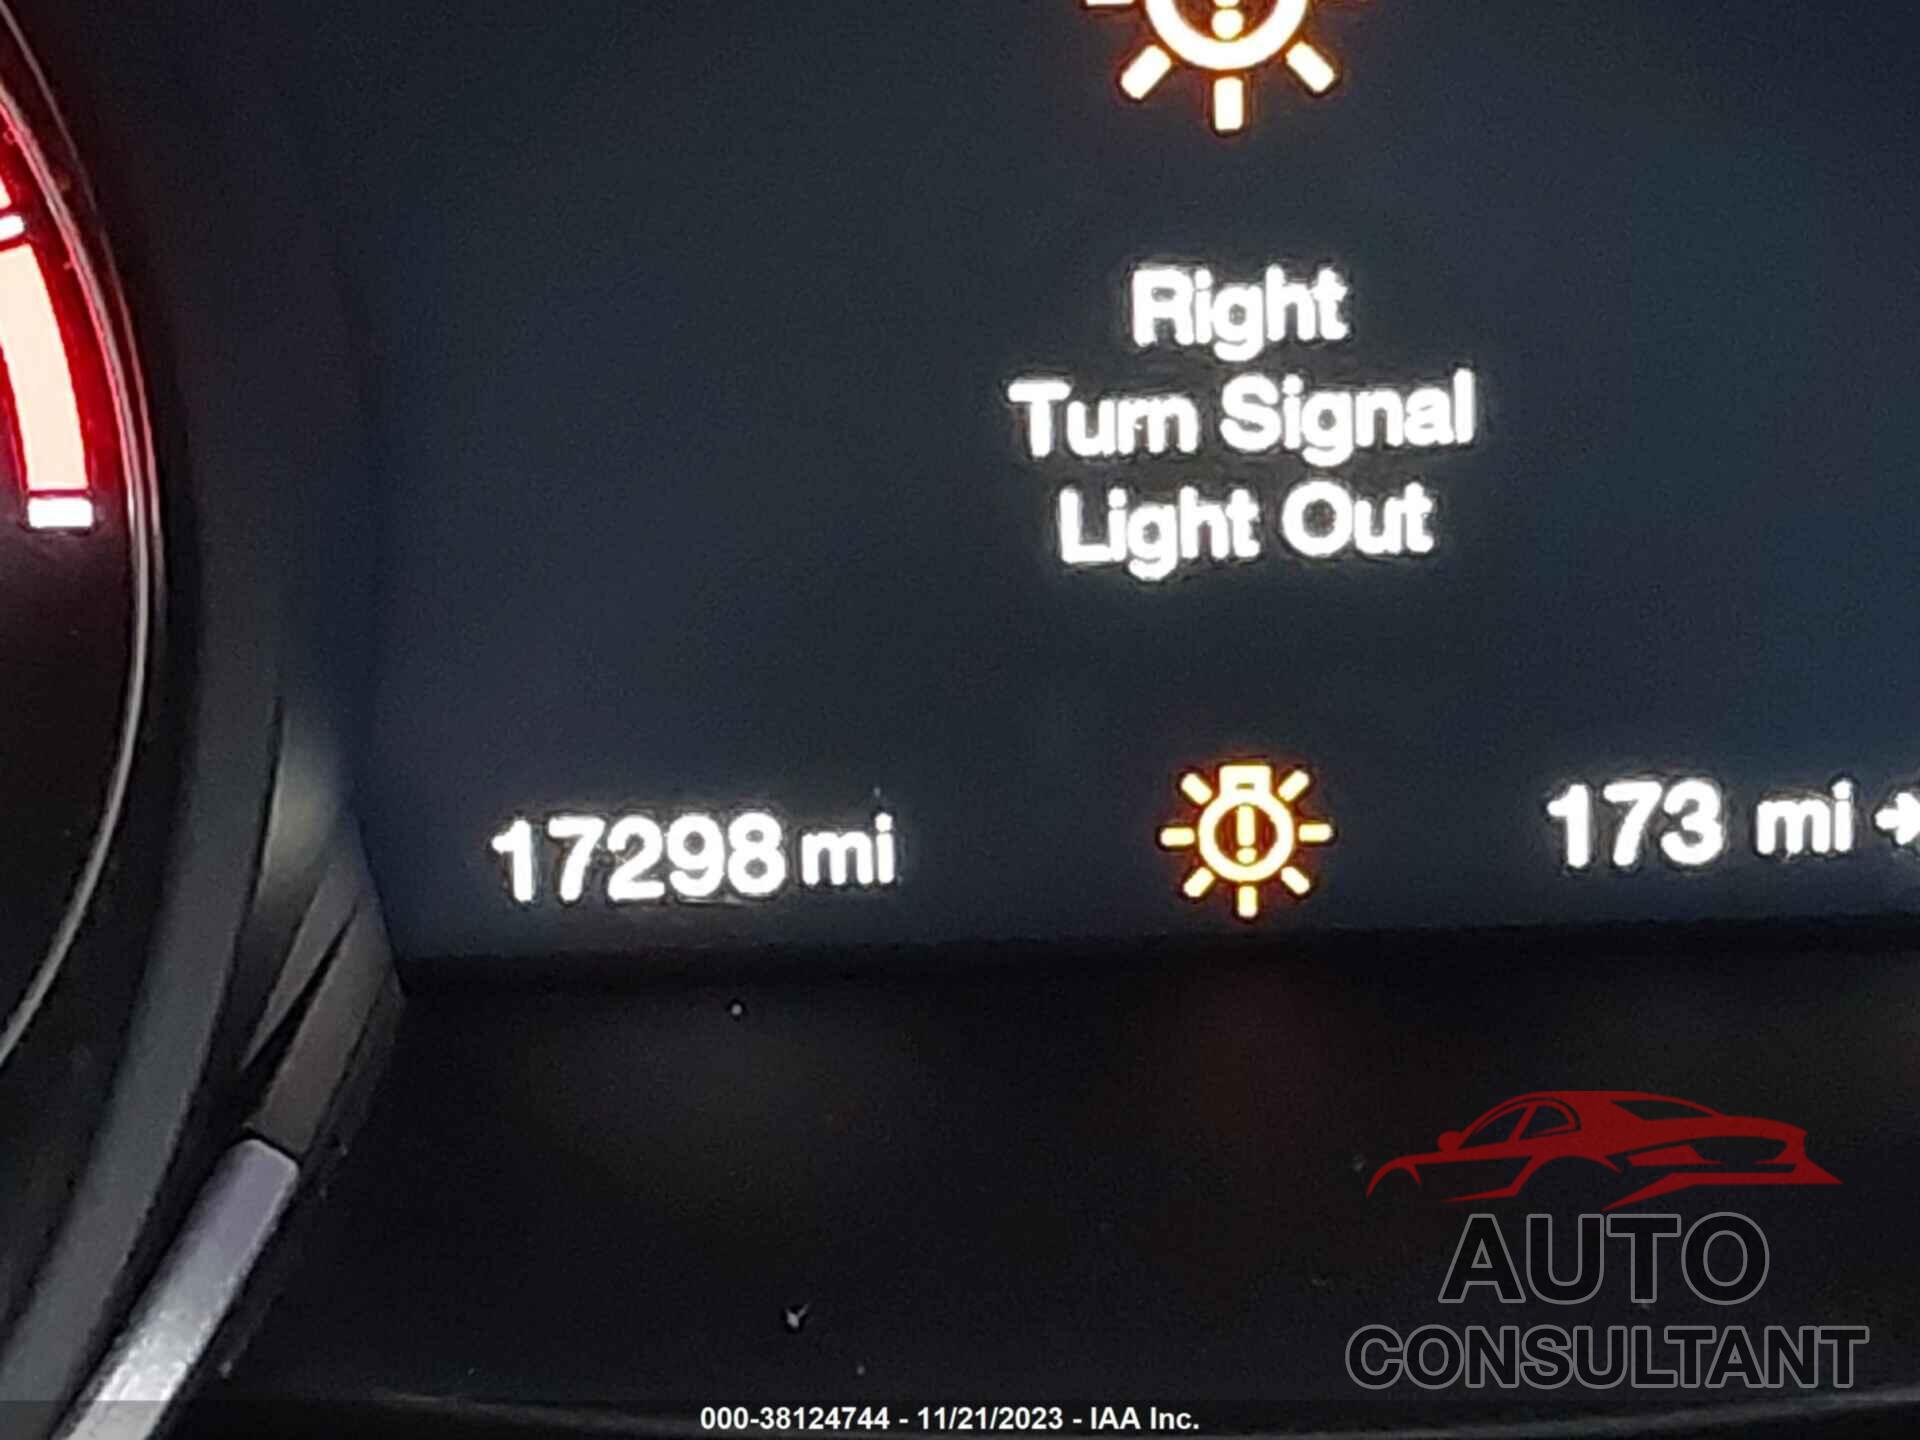 Right
Turn Signal
Light Out
17298 mi
173 mi
AUTO
CONSULTANT
000-38124744 - 11/21/2023 - IAA Inc.